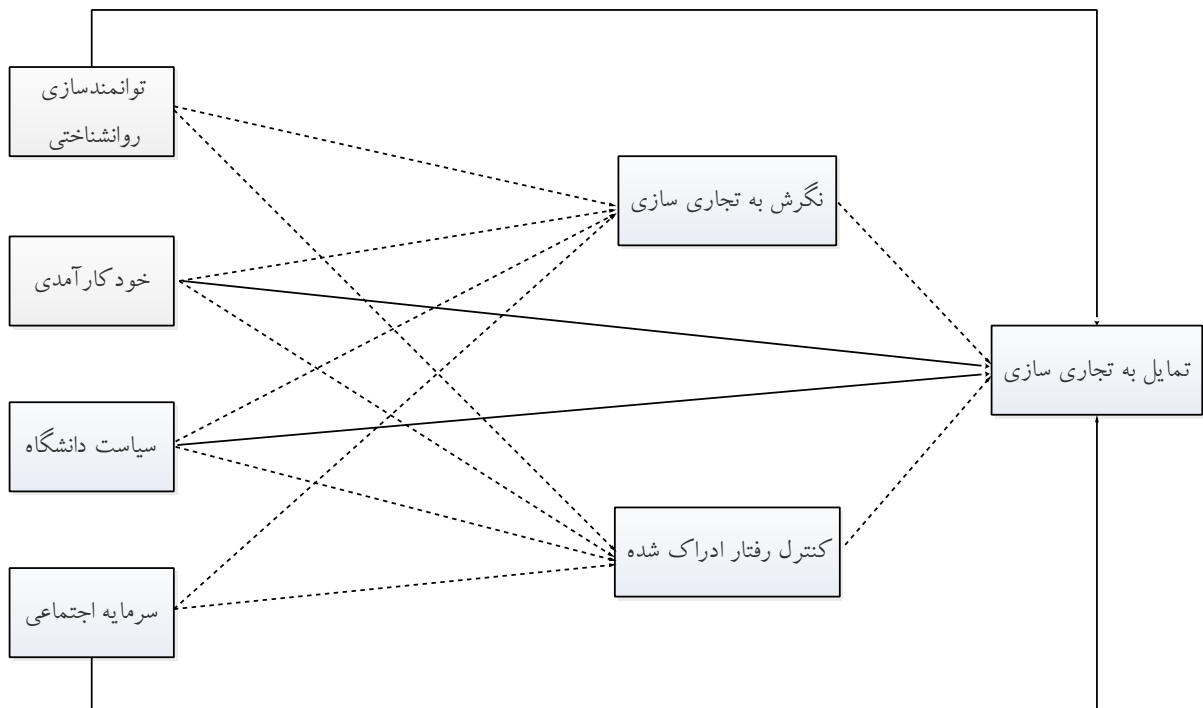 توانمندسازی
روانشناختی
نگرش به تجاری سازی
خودکارآمدی
تمایل به تجاری سازی
سیاست دانشگاه
کنترل رفتار ادراک شده
سرمایه اجتماعی